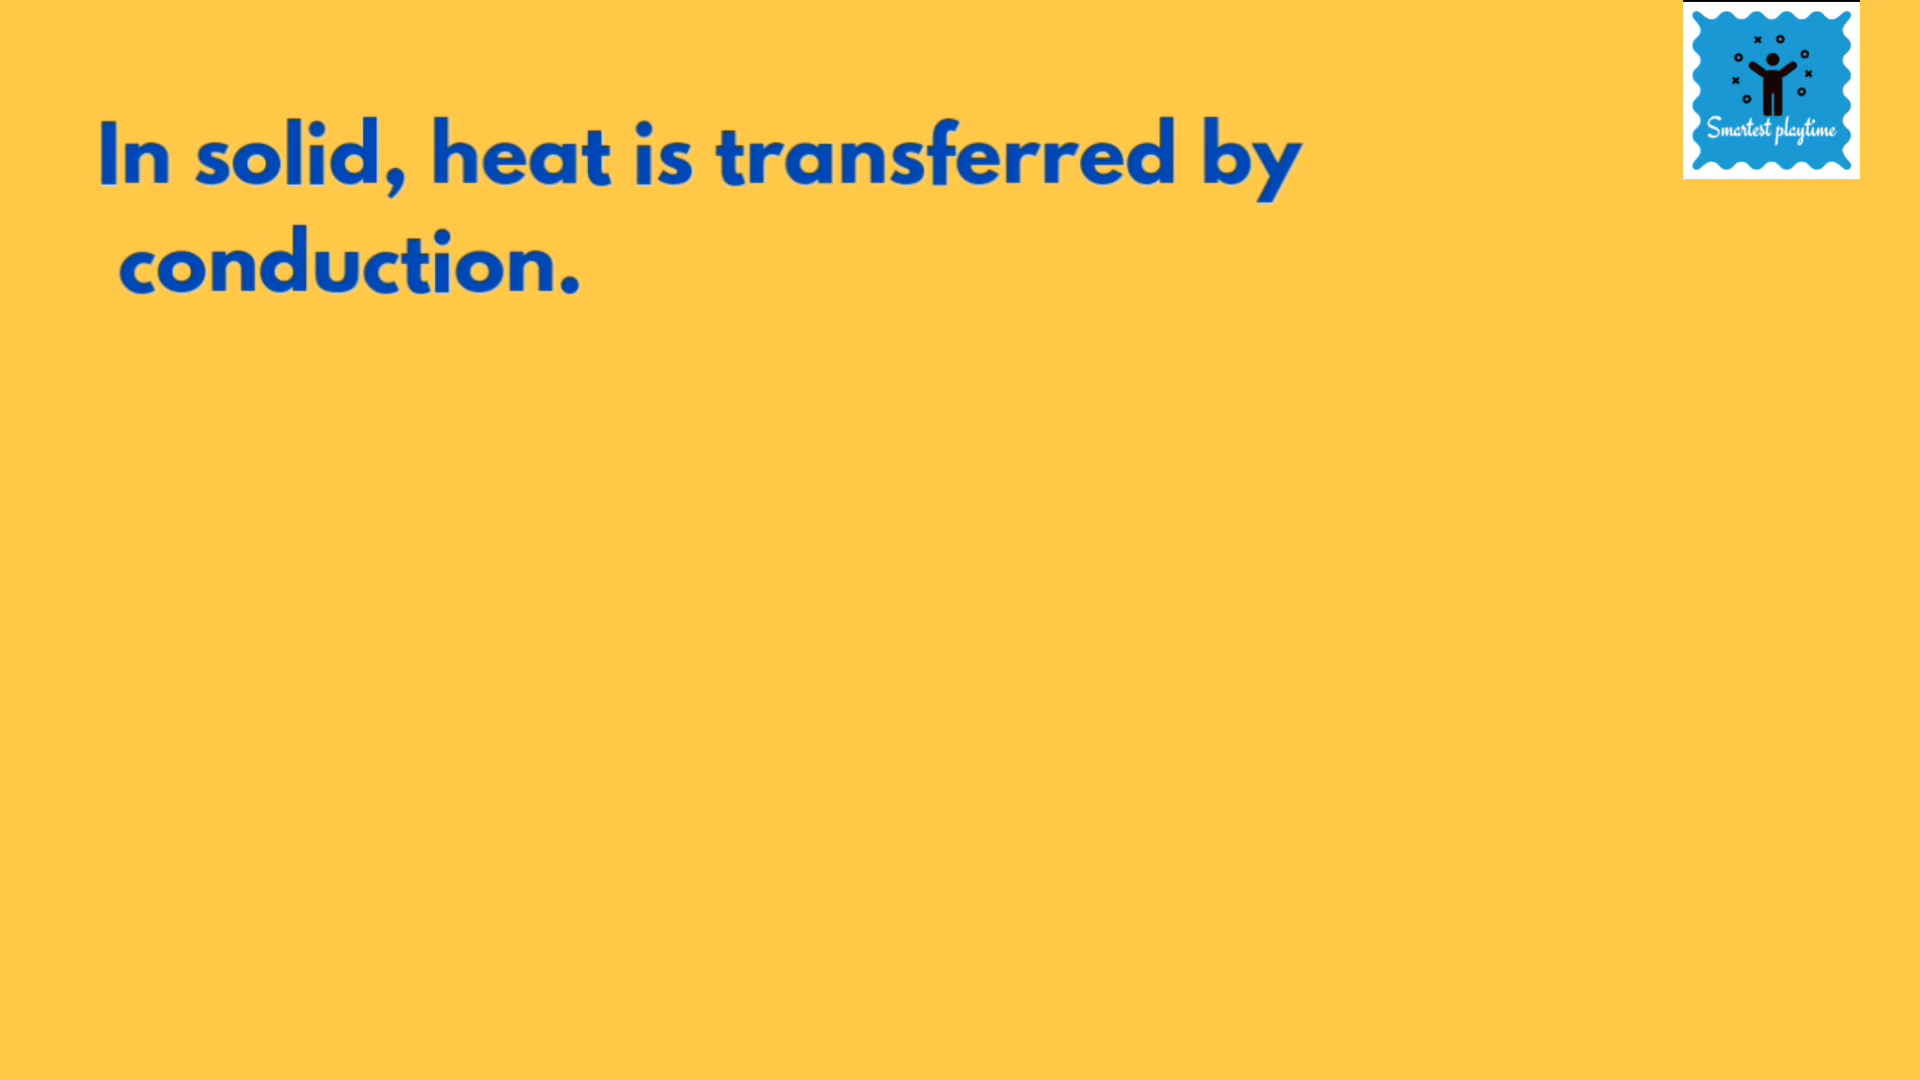 In solid, heat is transferred by
conduction.
Smartest playtime